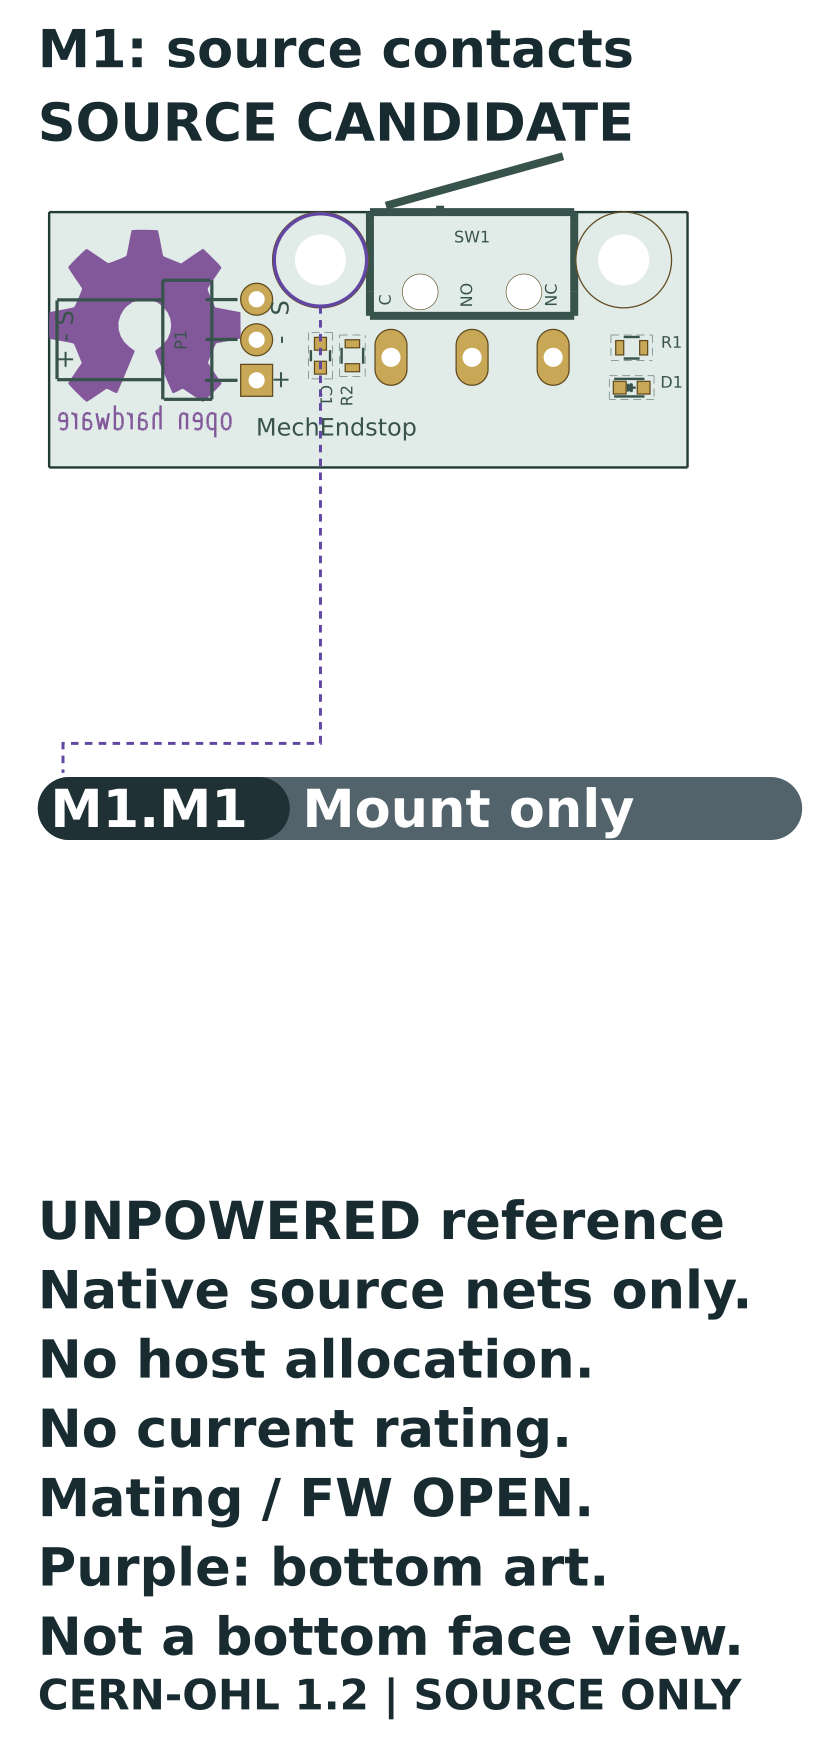 M1: source contacts
SOURCE CANDIDATE
SW1
C
NO
NC
S
-
+
P1
S
-
+
C1
R2
R1
D1
open hardware
MechEndstop
M1.M1 Mount only
UNPOWERED reference
Native source nets only.
No host allocation.
No current rating.
Mating / FW OPEN.
Purple: bottom art.
Not a bottom face view.
CERN-OHL 1.2 | SOURCE ONLY